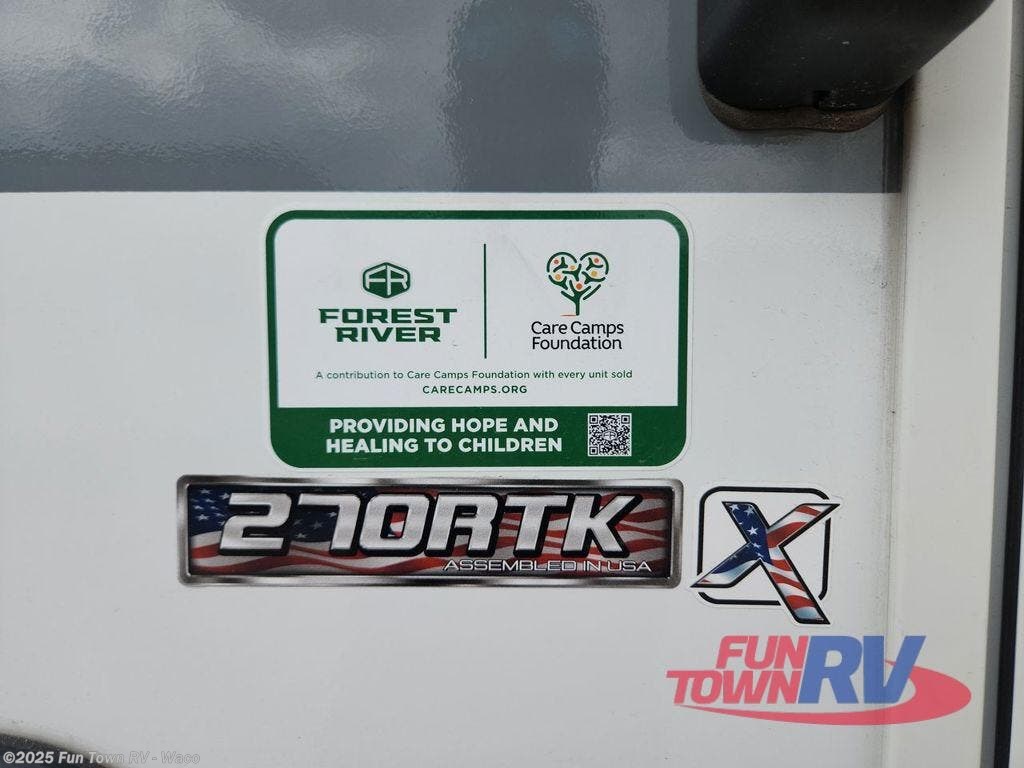 FR
FOREST
RIVER
Care Camps
Foundation
A contribution to Care Camps Foundation with every unit sold
CARECAMPS.ORG
PROVIDING HOPE AND
HEALING TO CHILDREN
270RTK
ASSEMBLED IN USA
X
FUN
TOWN RV
©2025 Fun Town RV - Waco